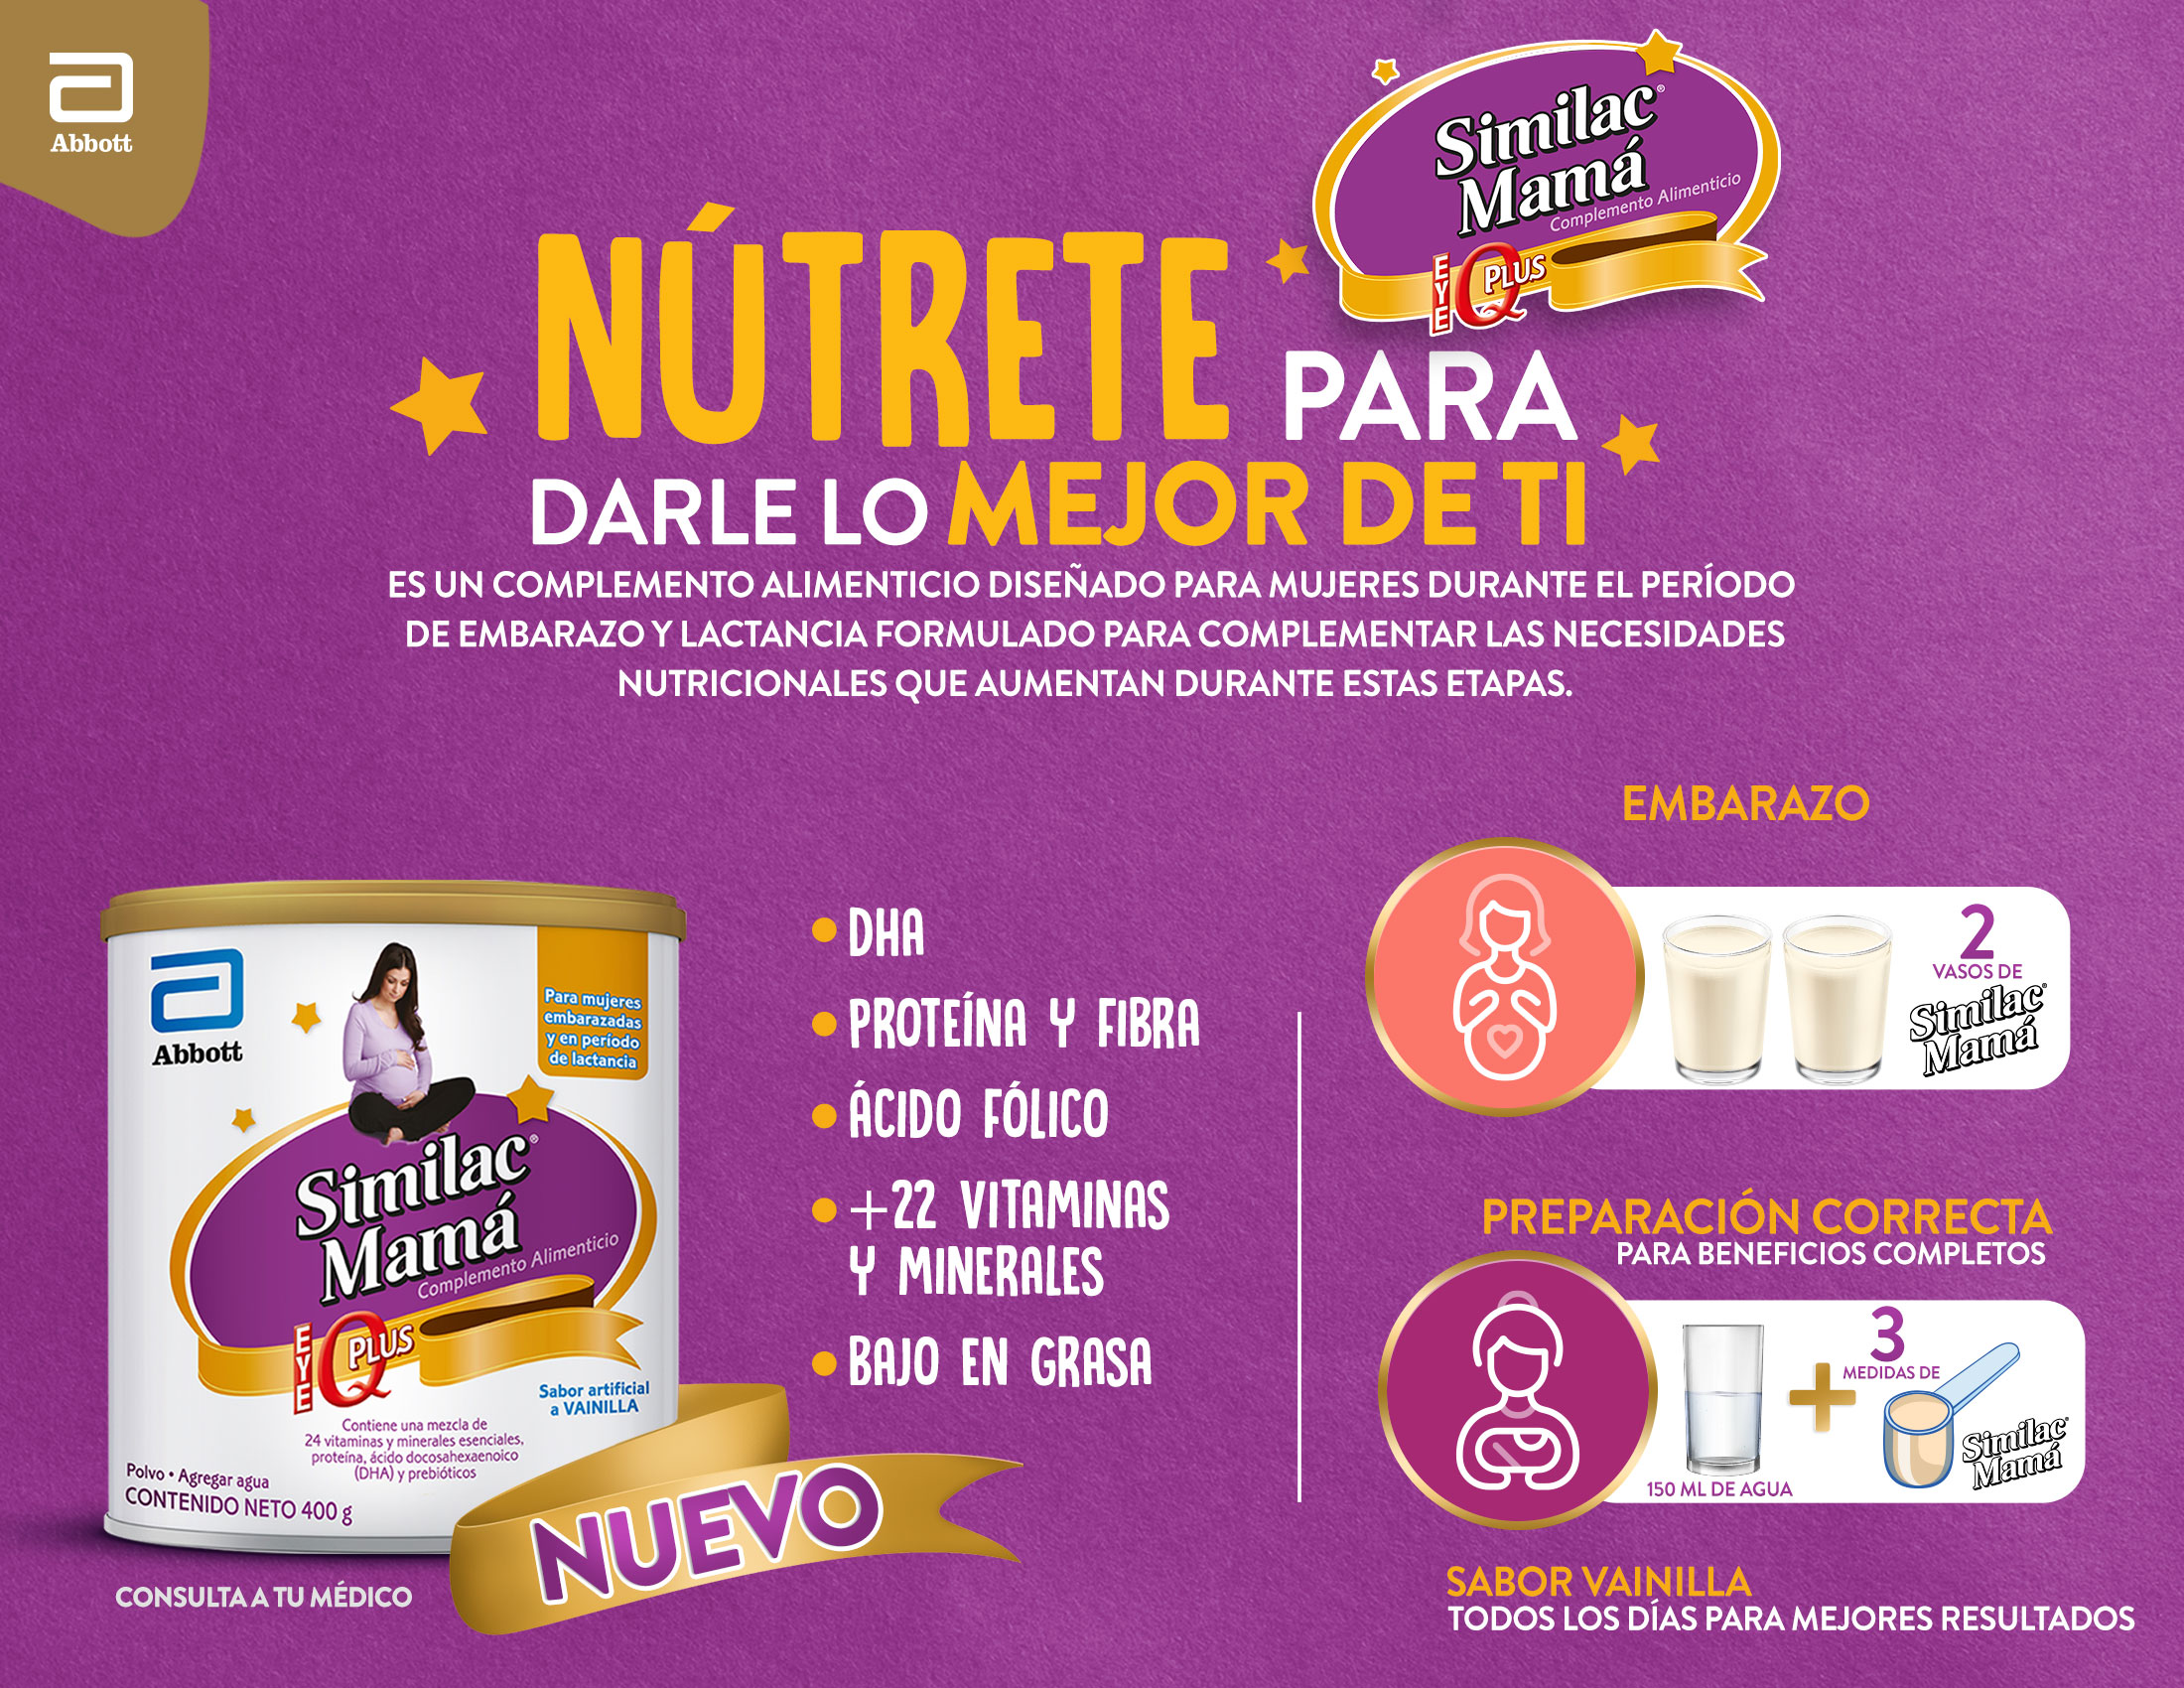 Abbott
Similac®
Mamá
Complemento Alimenticio
EYE Q PLUS
NÚTRETE PARA
DARLE LO MEJOR DE TI
ES UN COMPLEMENTO ALIMENTICIO DISEÑADO PARA MUJERES DURANTE EL PERÍODO
DE EMBARAZO Y LACTANCIA FORMULADO PARA COMPLEMENTAR LAS NECESIDADES
NUTRICIONALES QUE AUMENTAN DURANTE ESTAS ETAPAS.
Abbott
Para mujeres
embarazadas
y en período
de lactancia
Similac®
Mamá
Complemento Alimenticio
EYE Q PLUS
Sabor artificial
a VAINILLA
Contiene una mezcla de
24 vitaminas y minerales esenciales,
proteína, ácido docosahexaenoico
(DHA) y prebióticos
Polvo • Agregar agua
CONTENIDO NETO 400 g
NUEVO
CONSULTA A TU MÉDICO
• DHA
• PROTEÍNA Y FIBRA
• ÁCIDO FÓLICO
• +22 VITAMINAS
Y MINERALES
• BAJO EN GRASA
EMBARAZO
2
VASOS DE
Similac®
Mamá
PREPARACIÓN CORRECTA
PARA BENEFICIOS COMPLETOS
150 ML DE AGUA
+
3
MEDIDAS DE
Similac®
Mamá
SABOR VAINILLA
TODOS LOS DÍAS PARA MEJORES RESULTADOS